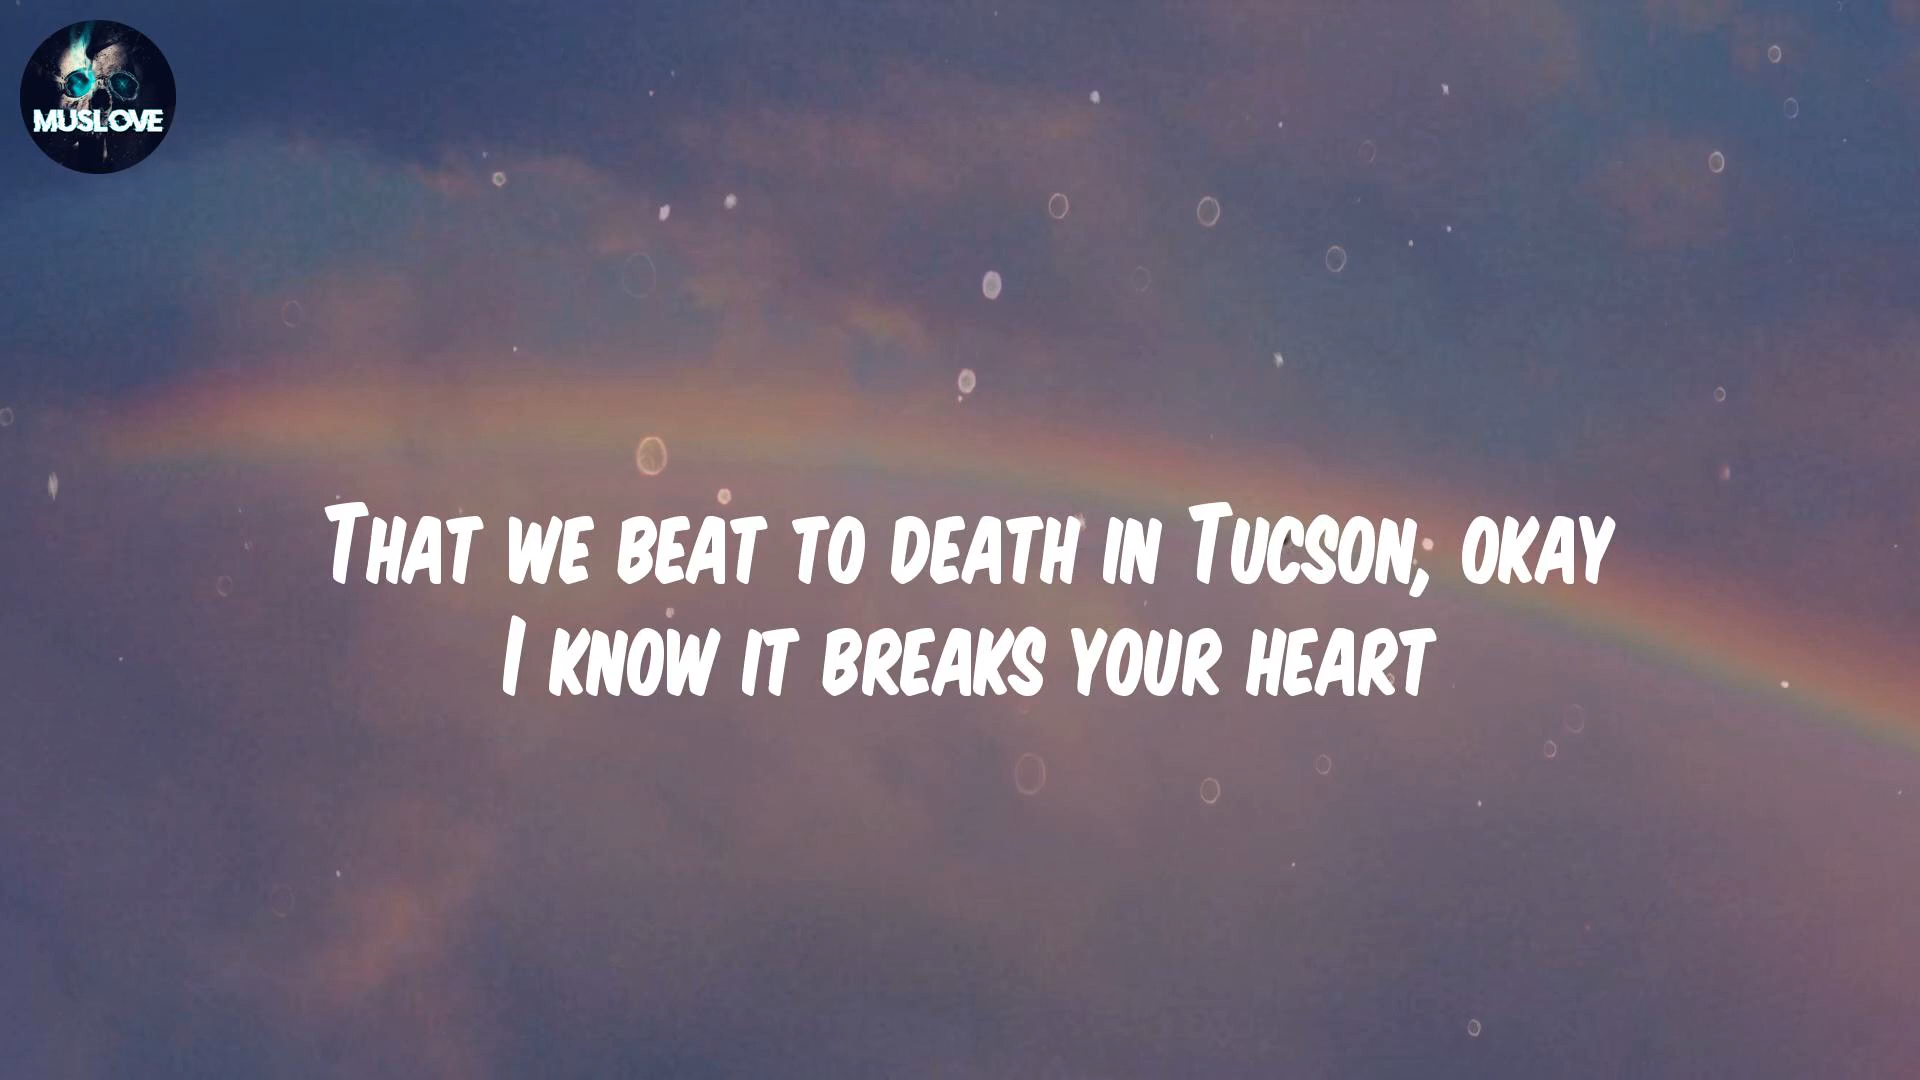 MUSLOVE
That we beat to death in Tucson, okay
I know it breaks your heart